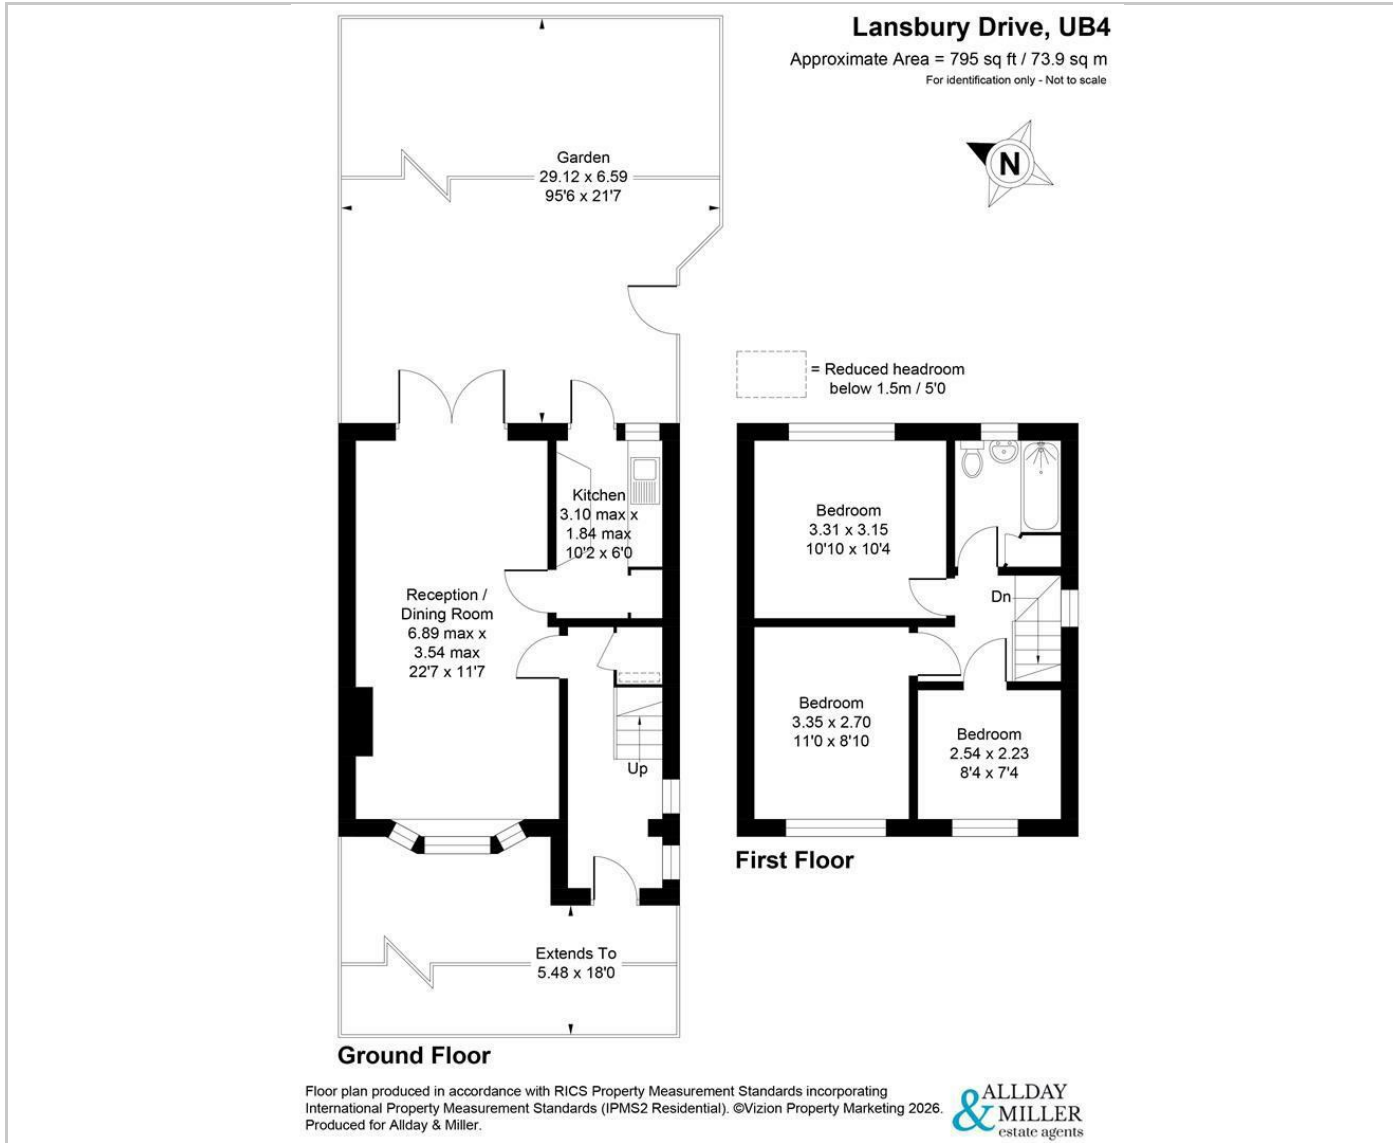 Lansbury Drive, UB4
Approximate Area = 795 sq ft / 73.9 sq m
For identification only - Not to scale
N
Garden
29.12 x 6.59
95'6 x 21'7
= Reduced headroom
below 1.5m / 5'0
Kitchen
3.10 max x
1.84 max
10'2 x 6'0
Reception /
Dining Room
6.89 max x
3.54 max
22'7 x 11'7
Up
Extends To
5.48 x 18'0
Ground Floor
Bedroom
3.31 x 3.15
10'10 x 10'4
Dn
Bedroom
3.35 x 2.70
11'0 x 8'10
Bedroom
2.54 x 2.23
8'4 x 7'4
First Floor
Floor plan produced in accordance with RICS Property Measurement Standards incorporating
International Property Measurement Standards (IPMS2 Residential). ©Vizion Property Marketing 2026.
Produced for Allday & Miller.
ALLDAY
& MILLER
estate agents